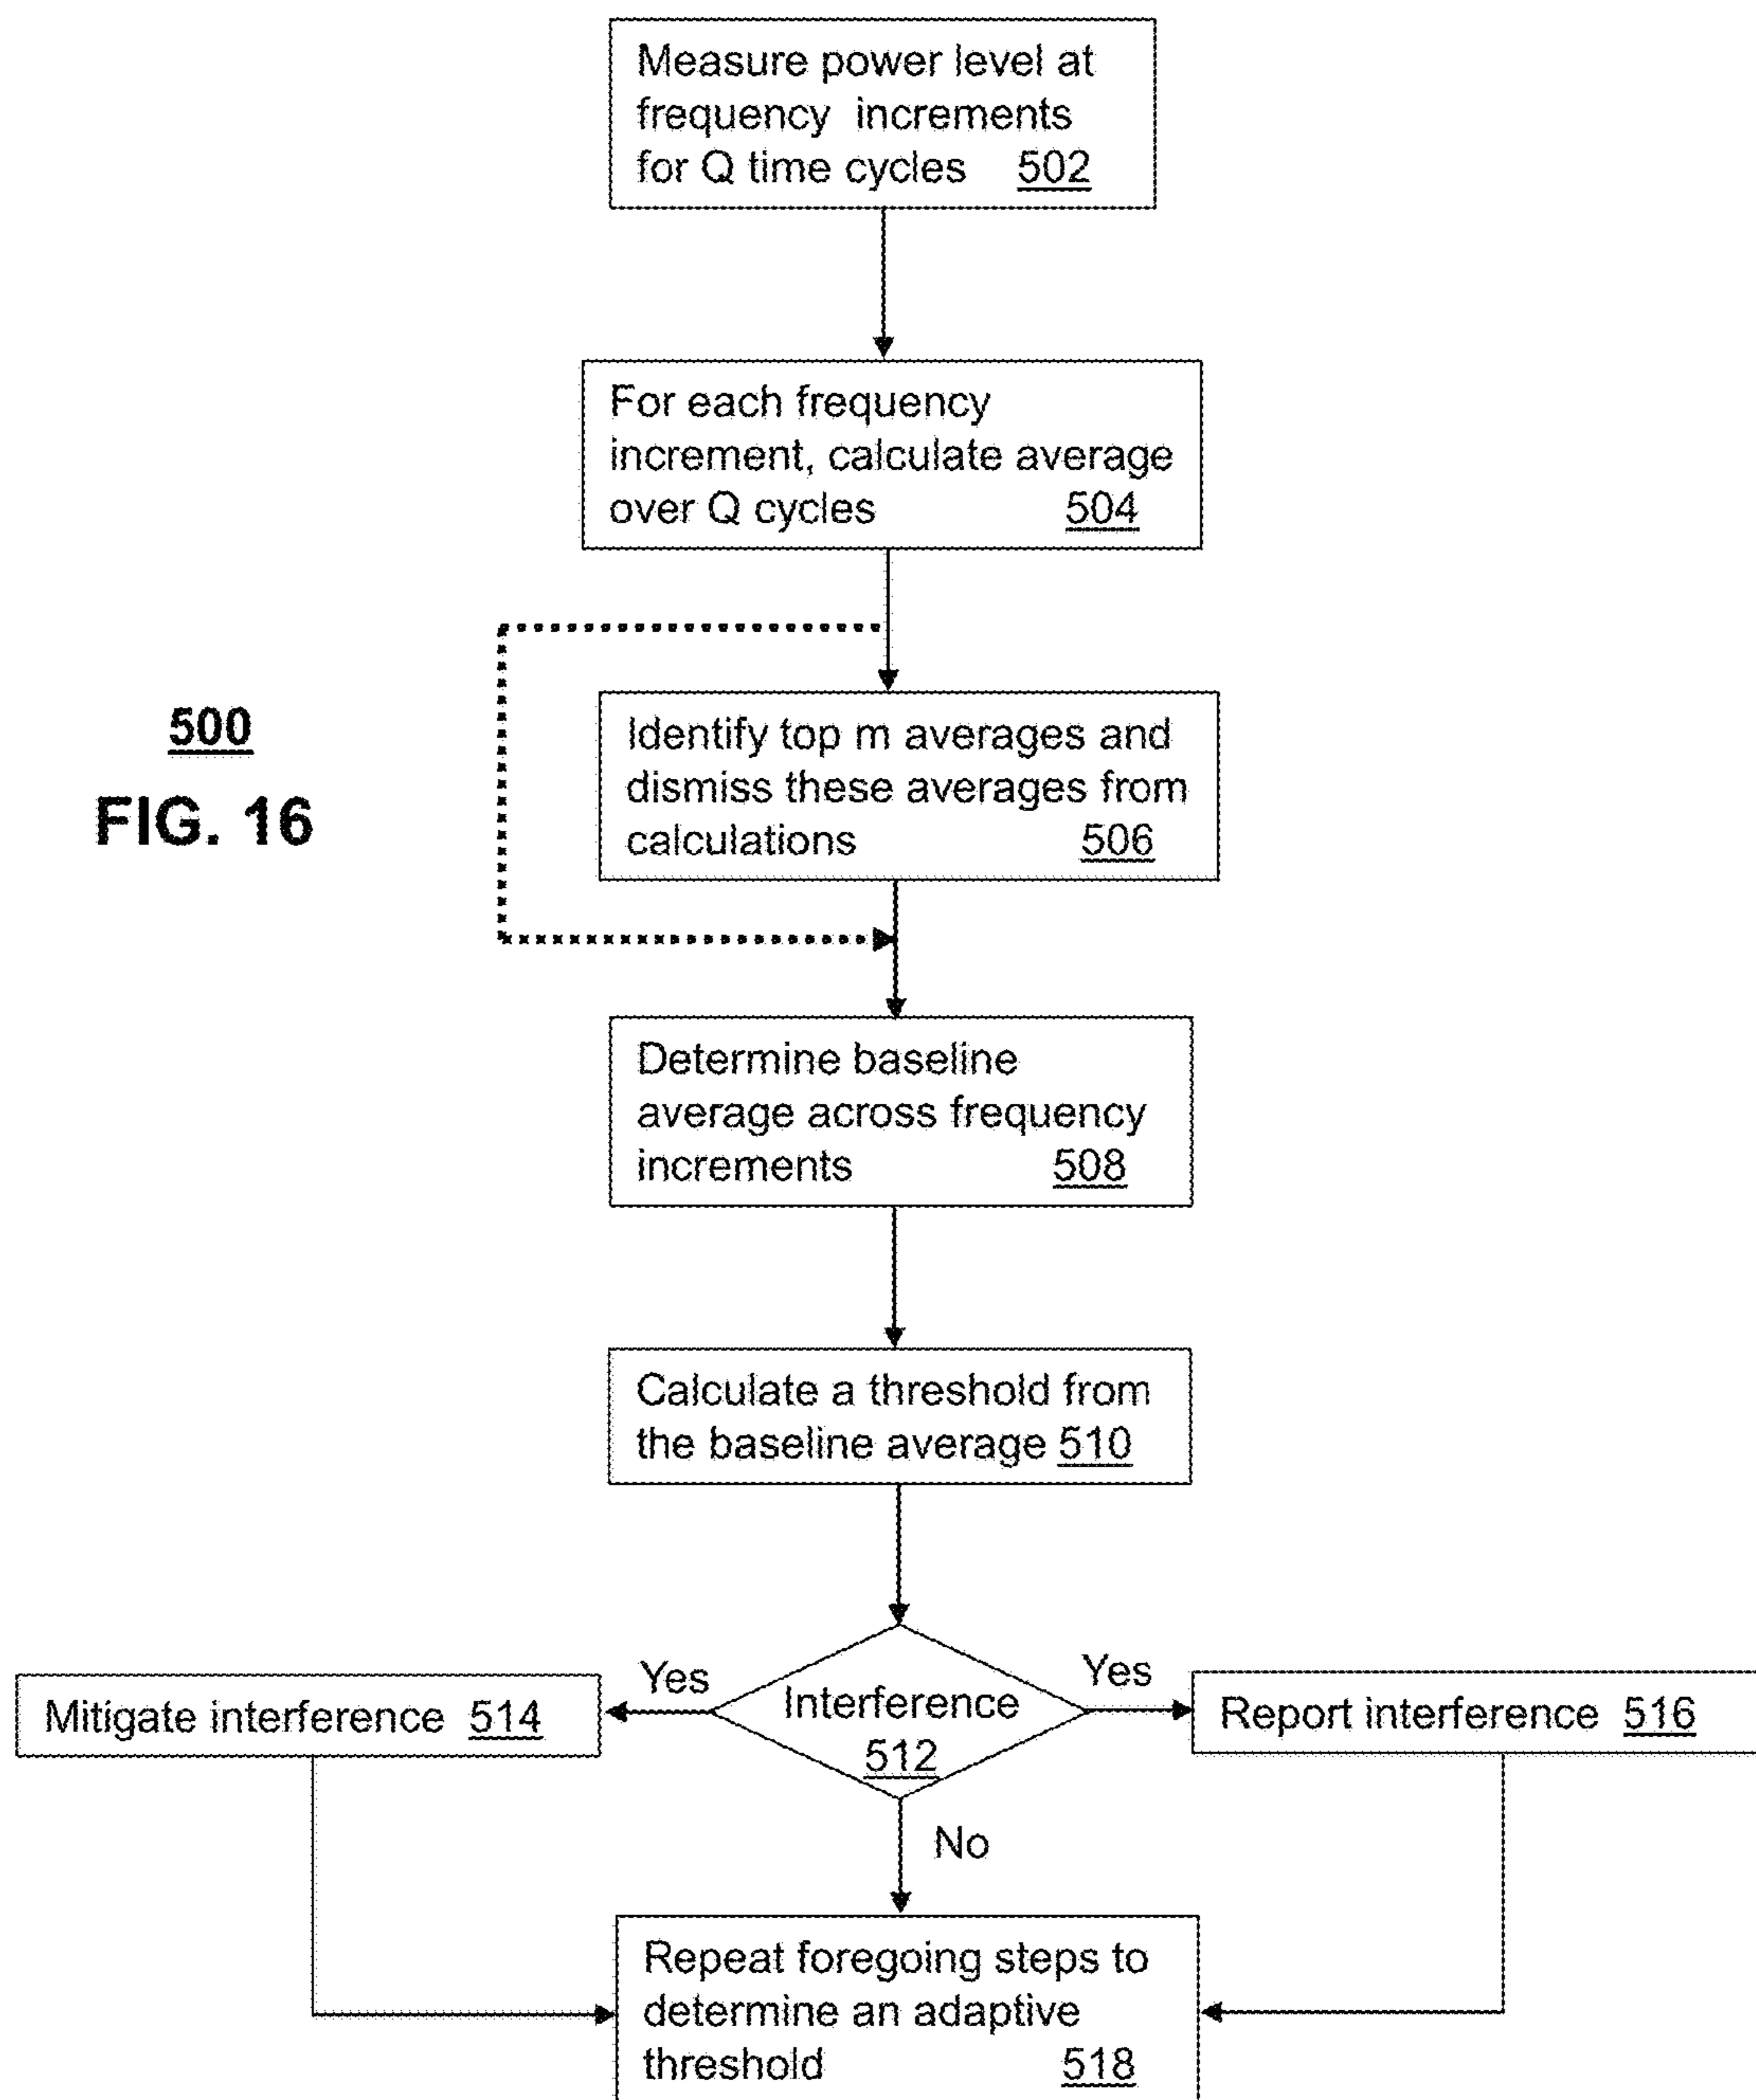 Measure power level at
frequency increments
for Q time cycles 502
For each frequency
increment, calculate average
over Q cycles 504
500
FIG. 16
Identify top m averages and
dismiss these averages from
calculations 506
Determine baseline
average across frequency
increments 508
Calculate a threshold from
the baseline average 510
Yes
Yes
Mitigate interference 514
Interference
512
Report interference 516
No
Repeat foregoing steps to
determine an adaptive
threshold 518